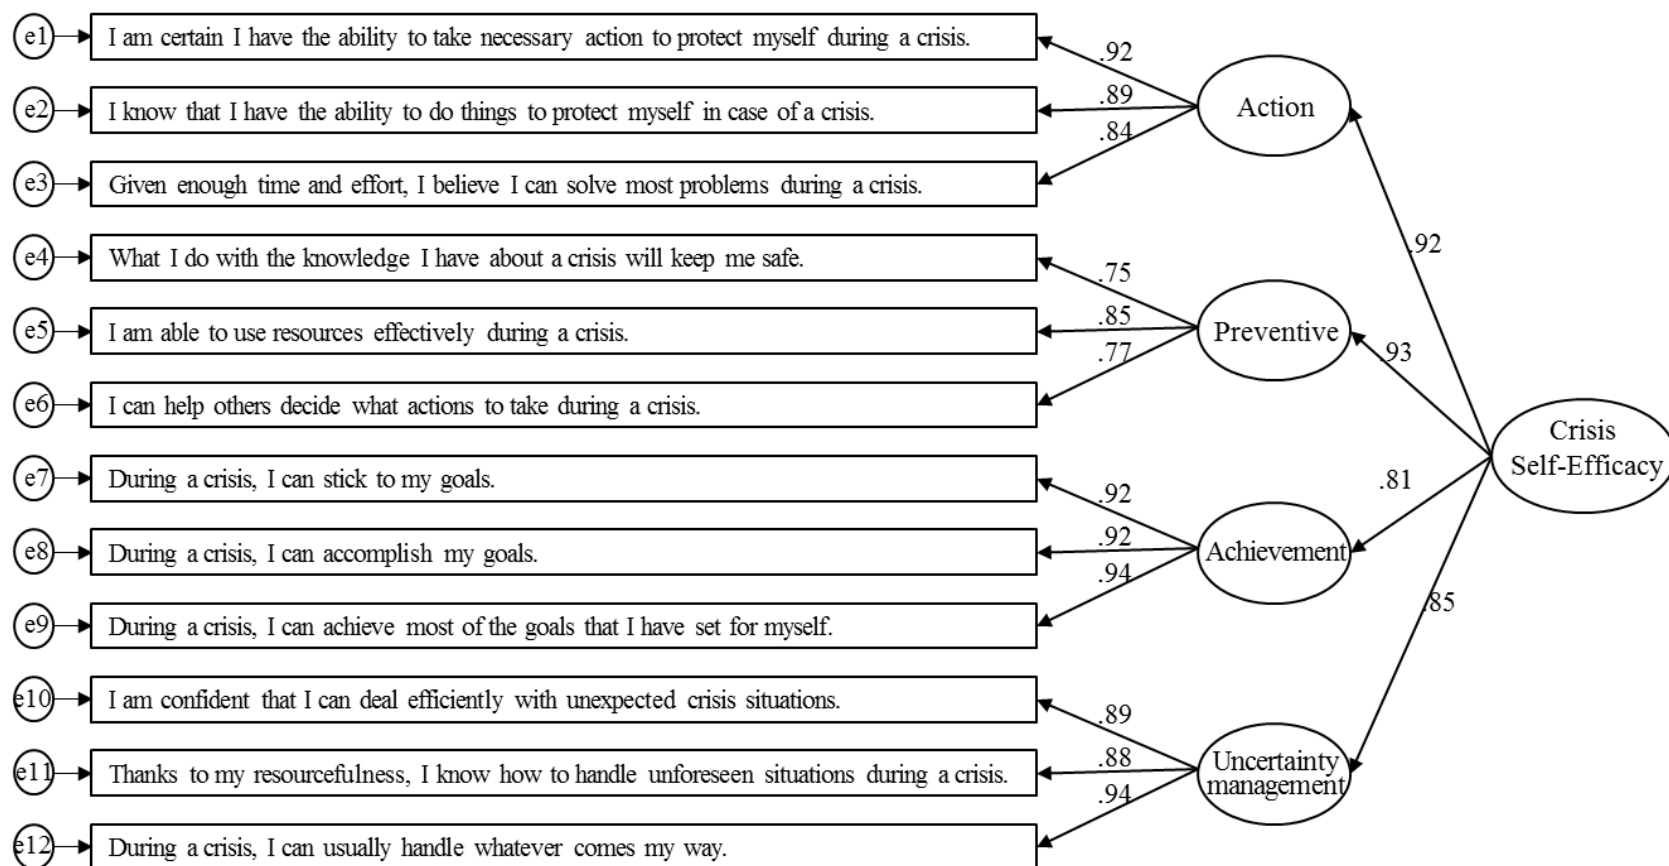 e1 I am certain I have the ability to take necessary action to protect myself during a crisis.
.92
e2 I know that I have the ability to do things to protect myself in case of a crisis.
.89
Action
.84
e3 Given enough time and effort, I believe I can solve most problems during a crisis.
.92
e4 What I do with the knowledge I have about a crisis will keep me safe.
.75
e5 I am able to use resources effectively during a crisis.
.85
Preventive
.77
.93
e6 I can help others decide what actions to take during a crisis.
Crisis
Self-Efficacy
e7 During a crisis, I can stick to my goals.
.92
.81
e8 During a crisis, I can accomplish my goals.
.92
Achievement
.94
e9 During a crisis, I can achieve most of the goals that I have set for myself.
.85
e10 I am confident that I can deal efficiently with unexpected crisis situations.
.89
e11 Thanks to my resourcefulness, I know how to handle unforeseen situations during a crisis.
.88
Uncertainty
management
.94
e12 During a crisis, I can usually handle whatever comes my way.